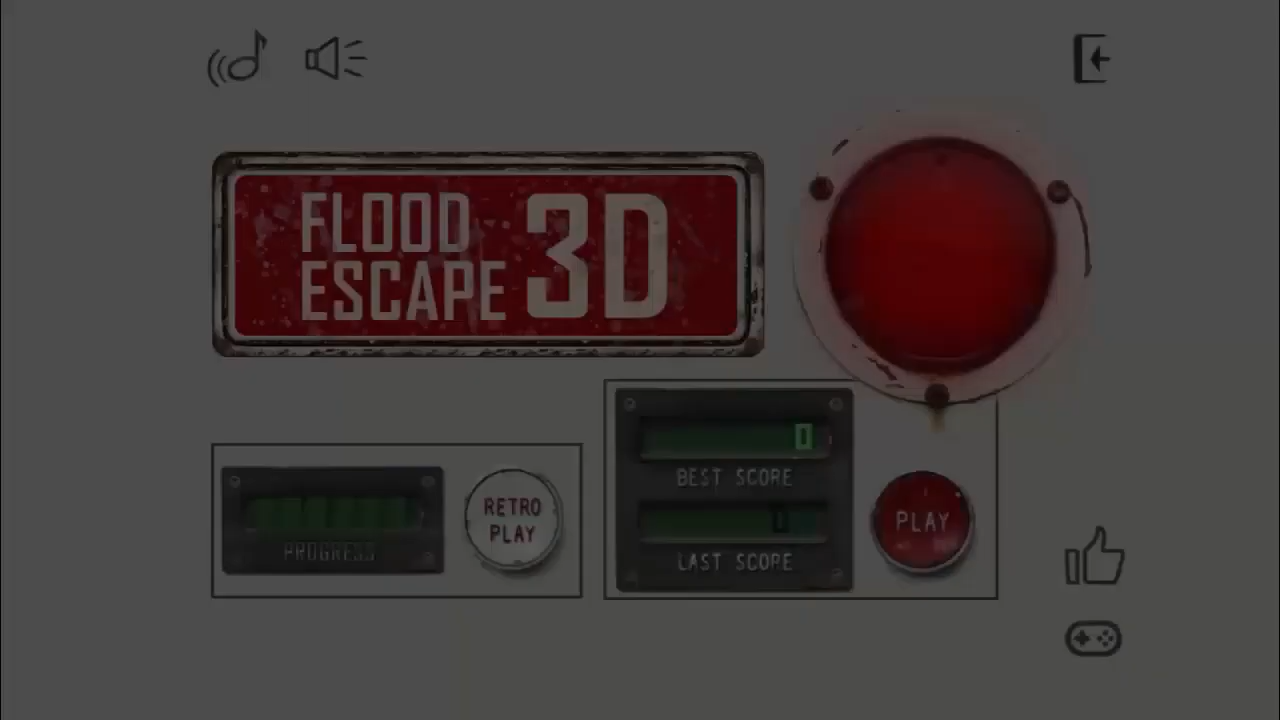 FLOOD
ESCAPE
3D
0
BEST SCORE
0
LAST SCORE
PROGRESS
RETRO
PLAY
PLAY